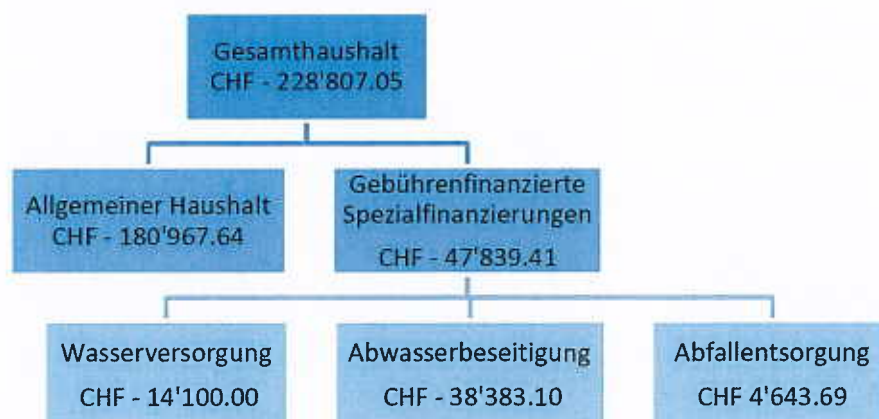 Gesamthaushalt
CHF - 228'807.05
Allgemeiner Haushalt
CHF - 180'967.64
Gebührenfinanzierte
Spezialfinanzierungen
CHF - 47'839.41
Wasserversorgung
CHF - 14'100.00
Abwasserbeseitigung
CHF - 38'383.10
Abfallentsorgung
CHF 4'643.69